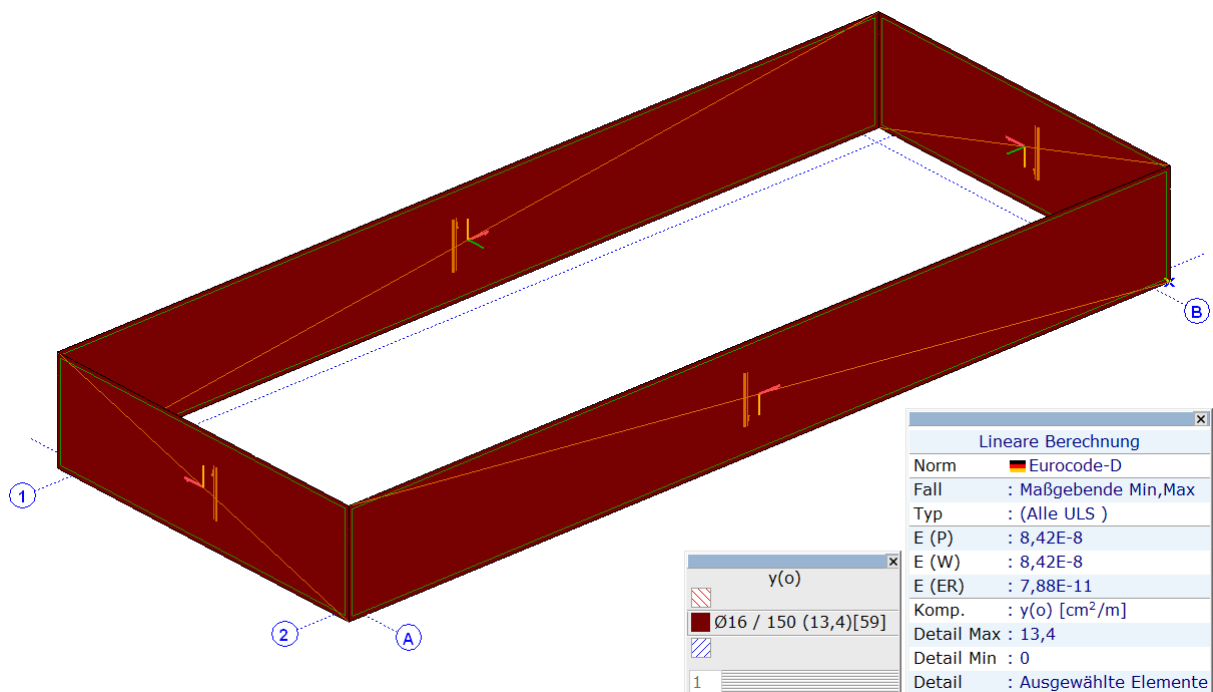 B
1
2
A
x
y(o)
Ø16 / 150 (13,4)[59]
1
Lineare Berechnung
Norm Eurocode-D
Fall : Maßgebende Min,Max
Typ : (Alle ULS )
E (P) : 8,42E-8
E (W) : 8,42E-8
E (ER) : 7,88E-11
Komp. : y(o) [cm²/m]
Detail Max : 13,4
Detail Min : 0
Detail : Ausgewählte Elemente